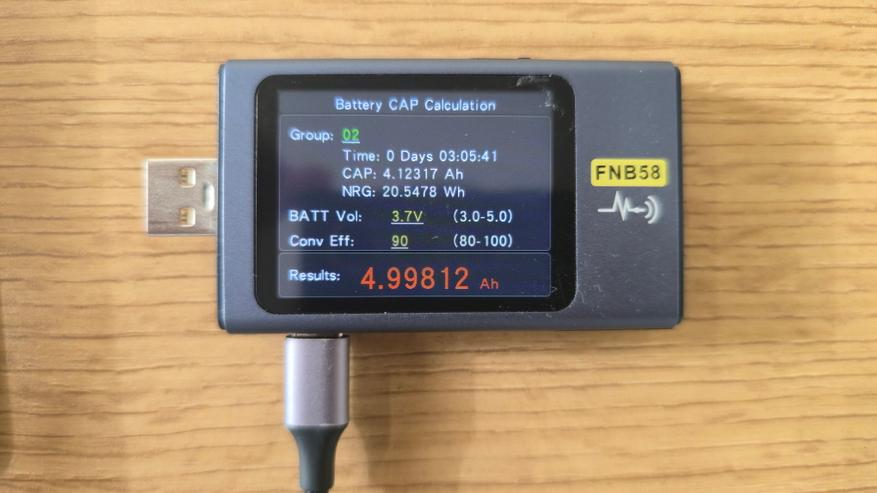 Battery CAP Calculation
Group: 02
Time: 0 Days 03:05:41
CAP: 4.12317 Ah
NRG: 20.5478 Wh
BATT Vol: 3.7V (3.0-5.0)
Conv Eff: 90 (80-100)
Results: 4.99812 Ah
FNB58